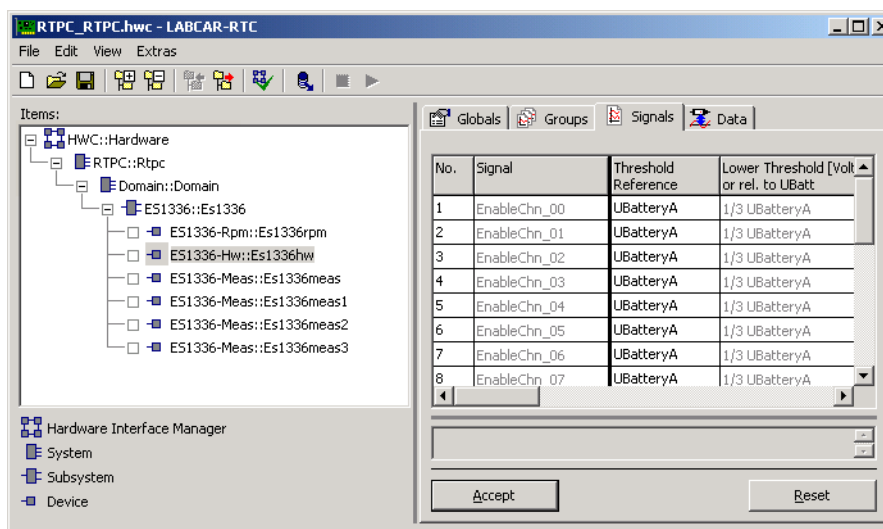 RTPC_RTPC.hwc - LABCAR-RTC
File Edit View Extras
Items:
HWC::Hardware
RTPC::Rtpc
Domain::Domain
ES1336::Es1336
ES1336-Rpm::Es1336rpm
ES1336-Hw::Es1336hw
ES1336-Meas::Es1336meas
ES1336-Meas::Es1336meas1
ES1336-Meas::Es1336meas2
ES1336-Meas::Es1336meas3
Hardware Interface Manager
System
Subsystem
Device
Globals Groups Signals Data
No. Signal Threshold Reference Lower Threshold [Volt or rel. to UBatt
1 EnableChn_00 UBatteryA 1/3 UBatteryA
2 EnableChn_01 UBatteryA 1/3 UBatteryA
3 EnableChn_02 UBatteryA 1/3 UBatteryA
4 EnableChn_03 UBatteryA 1/3 UBatteryA
5 EnableChn_04 UBatteryA 1/3 UBatteryA
6 EnableChn_05 UBatteryA 1/3 UBatteryA
7 EnableChn_06 UBatteryA 1/3 UBatteryA
8 EnableChn_07 UBatteryA 1/3 UBatteryA
Accept Reset